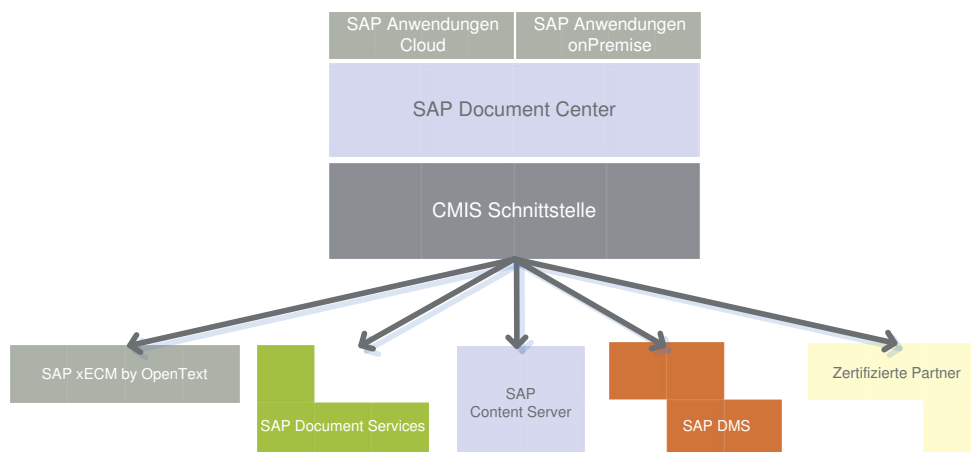 SAP Anwendungen
Cloud
SAP Anwendungen
onPremise
SAP Document Center
CMIS Schnittstelle
SAP xECM by OpenText
SAP Document Services
SAP
Content Server
SAP DMS
Zertifizierte Partner